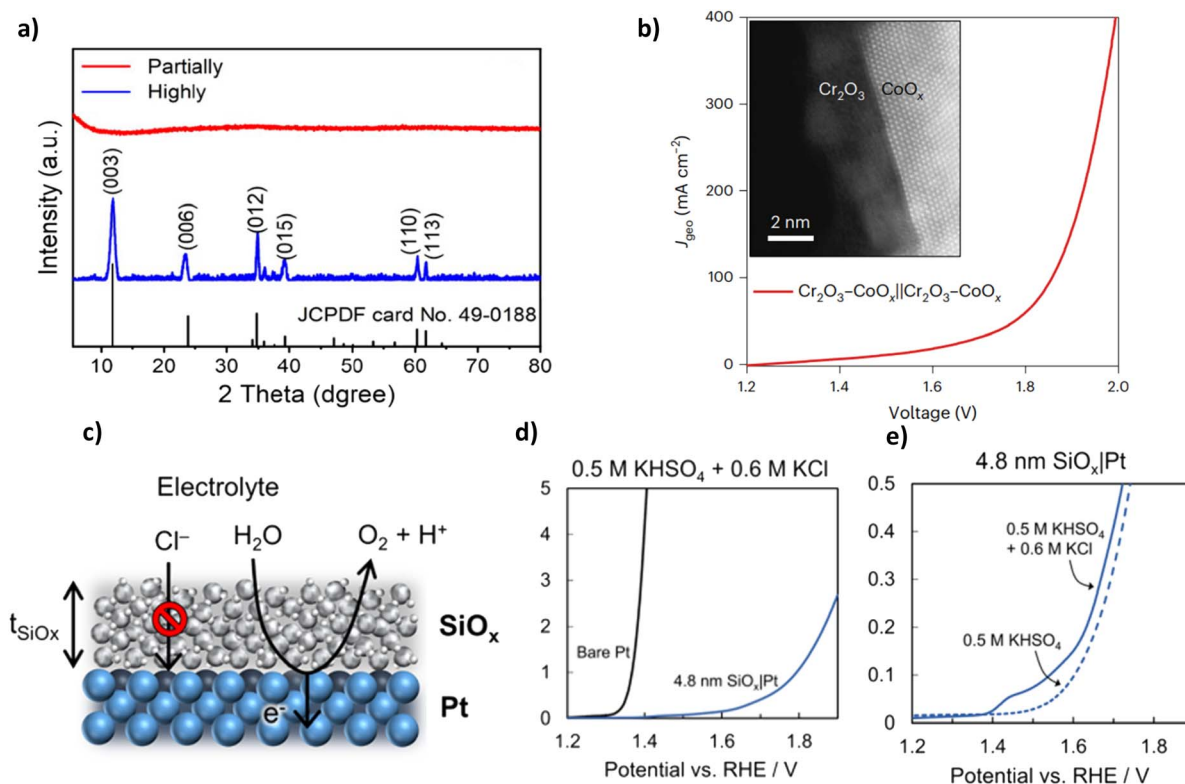 a)
Partially
Highly
(003)
(006)
(012)
(015)
(110)
(113)
JCPDF card No. 49-0188
Intensity (a.u.)
10 20 30 40 50 60 70 80
2 Theta (dgree)
b)
400
300
200
100
0
J_geo (mA cm⁻²)
Cr₂O₃ CoOₓ
2 nm
Cr₂O₃–CoOₓ||Cr₂O₃–CoOₓ
1.2 1.4 1.6 1.8 2.0
Voltage (V)
c)
Electrolyte
Cl⁻ H₂O O₂ + H⁺
t_SiOx
SiOₓ
Pt
e⁻
d)
0.5 M KHSO₄ + 0.6 M KCl
5
4
3
2
1
0
Bare Pt
4.8 nm SiOₓ|Pt
1.2 1.4 1.6 1.8
Potential vs. RHE / V
e)
4.8 nm SiOₓ|Pt
0.5
0.4
0.3
0.2
0.1
0
0.5 M KHSO₄
+ 0.6 M KCl
0.5 M KHSO₄
1.2 1.4 1.6 1.8
Potential vs. RHE / V